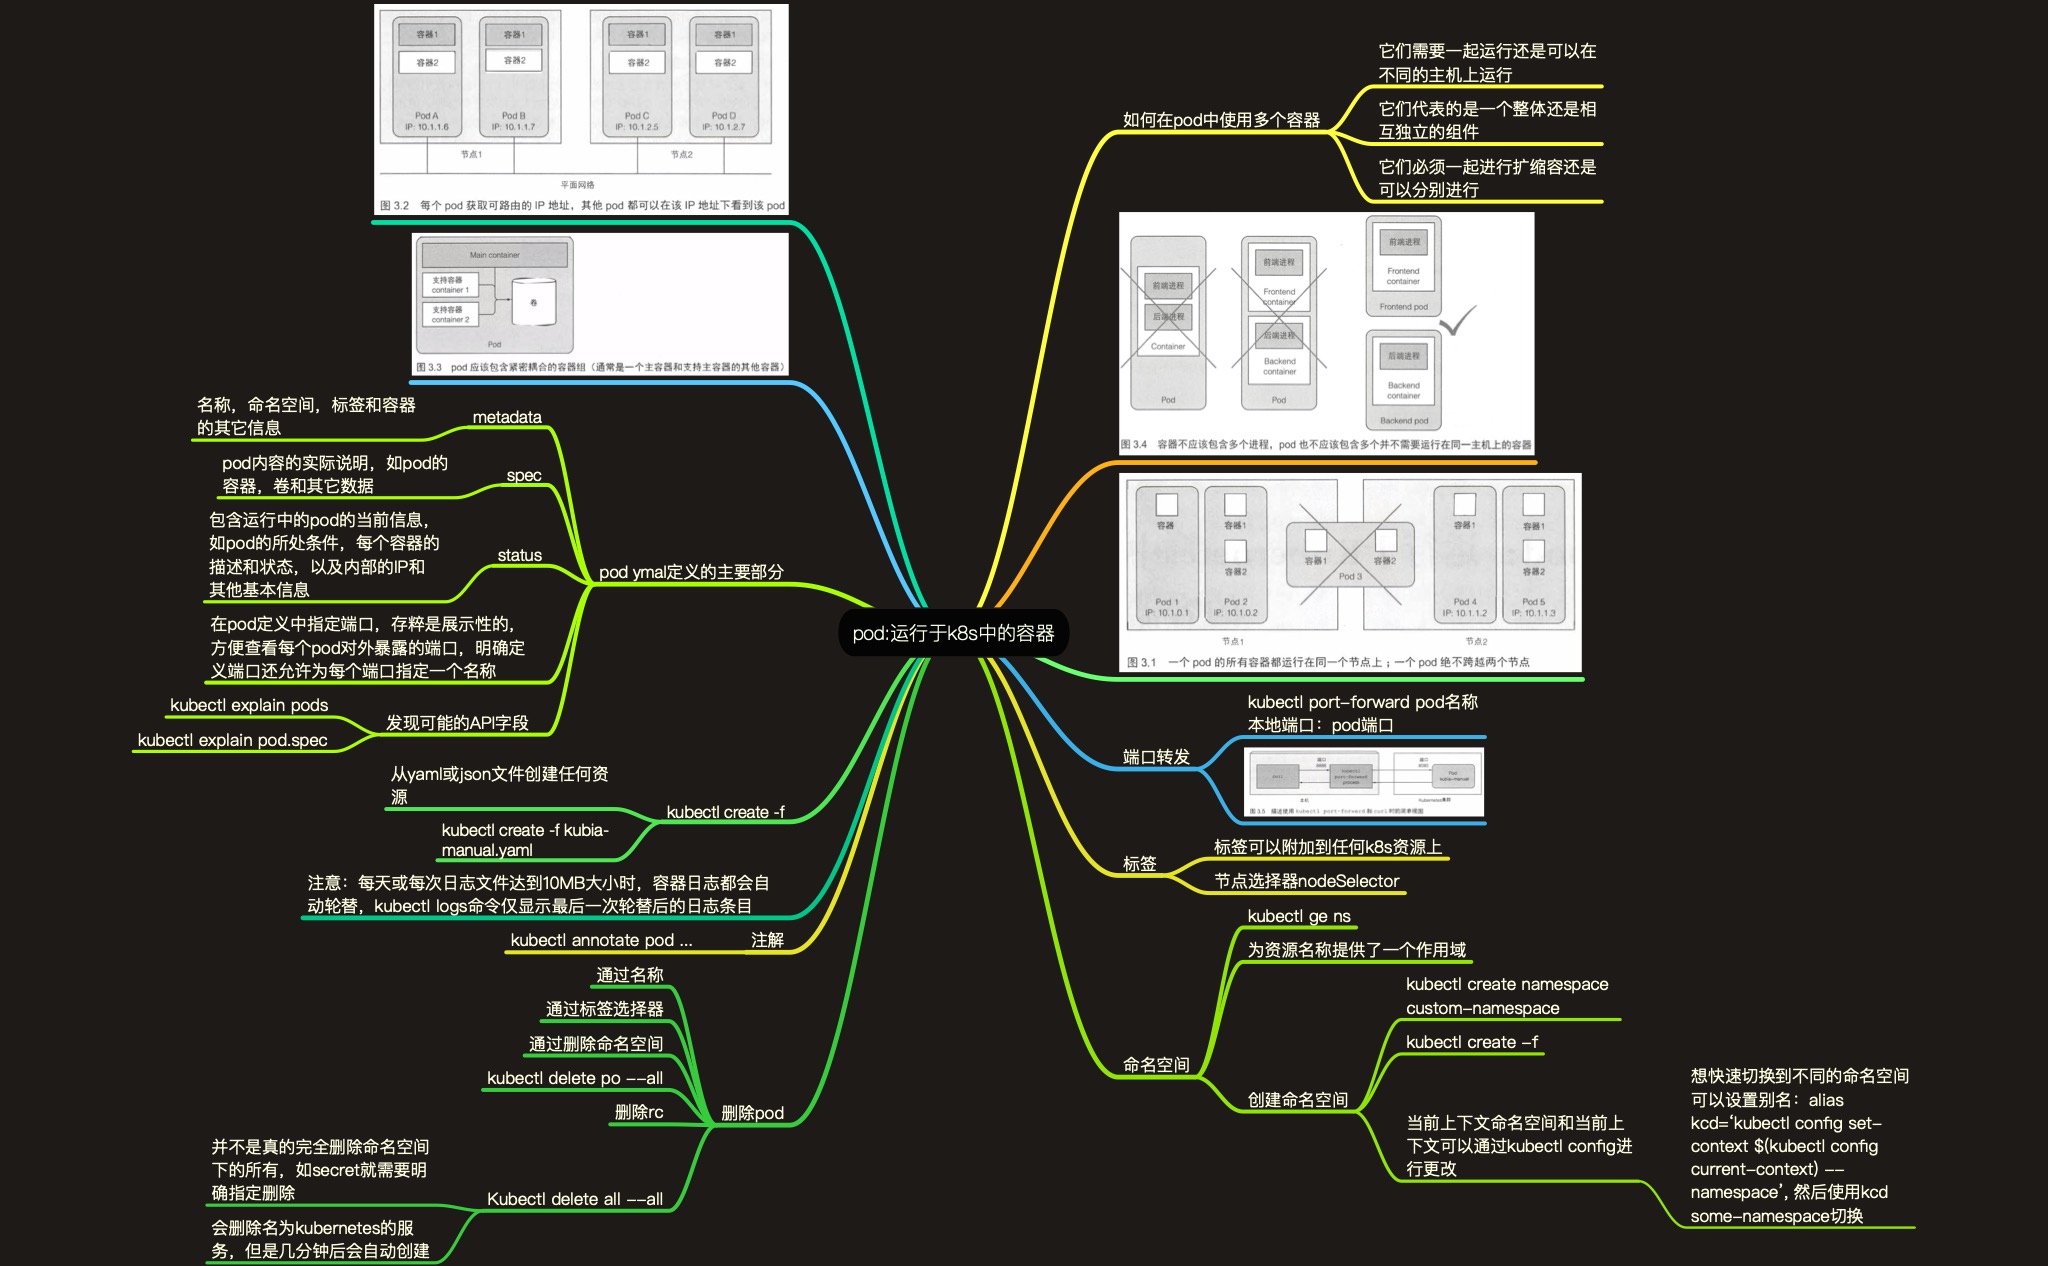 pod:运行于k8s中的容器
如何在pod中使用多个容器
它们需要一起运行还是可以在
不同的主机上运行
它们代表的是一个整体还是相
互独立的组件
它们必须一起进行扩缩容还是
可以分别进行
前端进程
后端进程
Container
Pod
前端进程
Frontend
container
后端进程
Backend
container
Pod
前端进程
Frontend
container
Frontend pod
后端进程
Backend
container
Backend pod
图 3.4 容器不应该包含多个进程，pod 也不应该包含多个并不需要运行在同一主机上的容器
容器
Pod 1
IP: 10.1.0.1
容器1
容器2
Pod 2
IP: 10.1.0.2
容器1
容器2
Pod 3
容器1
Pod 4
IP: 10.1.1.2
容器1
容器2
Pod 5
IP: 10.1.1.3
节点1
节点2
图 3.1 一个 pod 的所有容器都运行在同一个节点上；一个 pod 绝不跨越两个节点
端口转发
kubectl port-forward pod名称
本地端口：pod端口
curl
端口
8888
kubectl
port-forward
process
端口
8080
Pod:
kubia-manual
本机
Kubernetes集群
图 3.5 描述使用 kubectl port-forward 和 curl 时的简单视图
标签
标签可以附加到任何k8s资源上
节点选择器nodeSelector
命名空间
kubectl ge ns
为资源名称提供了一个作用域
创建命名空间
kubectl create namespace
custom-namespace
kubectl create -f
当前上下文命名空间和当前上
下文可以通过kubectl config进
行更改
想快速切换到不同的命名空间
可以设置别名：alias
kcd=‘kubectl config set-
context $(kubectl config
current-context) --
namespace’, 然后使用kcd
some-namespace切换
容器1
容器2
Pod A
IP: 10.1.1.6
容器1
容器2
Pod B
IP: 10.1.1.7
容器1
容器2
Pod C
IP: 10.1.2.5
容器1
容器2
Pod D
IP: 10.1.2.7
节点1
节点2
平面网络
图 3.2 每个 pod 获取可路由的 IP 地址，其他 pod 都可以在该 IP 地址下看到该 pod
Main container
支持容器
container 1
支持容器
container 2
卷
Pod
图 3.3 pod 应该包含紧密耦合的容器组（通常是一个主容器和支持主容器的其他容器）
pod ymal定义的主要部分
metadata
名称，命名空间，标签和容器
的其它信息
spec
pod内容的实际说明，如pod的
容器，卷和其它数据
status
包含运行中的pod的当前信息，
如pod的所处条件，每个容器的
描述和状态，以及内部的IP和
其他基本信息
在pod定义中指定端口，存粹是展示性的，
方便查看每个pod对外暴露的端口，明确定
义端口还允许为每个端口指定一个名称
发现可能的API字段
kubectl explain pods
kubectl explain pod.spec
kubectl create -f
从yaml或json文件创建任何资
源
kubectl create -f kubia-
manual.yaml
注意：每天或每次日志文件达到10MB大小时，容器日志都会自
动轮替，kubectl logs命令仅显示最后一次轮替后的日志条目
注解
kubectl annotate pod ...
删除pod
通过名称
通过标签选择器
通过删除命名空间
kubectl delete po --all
删除rc
Kubectl delete all --all
并不是真的完全删除命名空间
下的所有，如secret就需要明
确指定删除
会删除名为kubernetes的服
务，但是几分钟后会自动创建